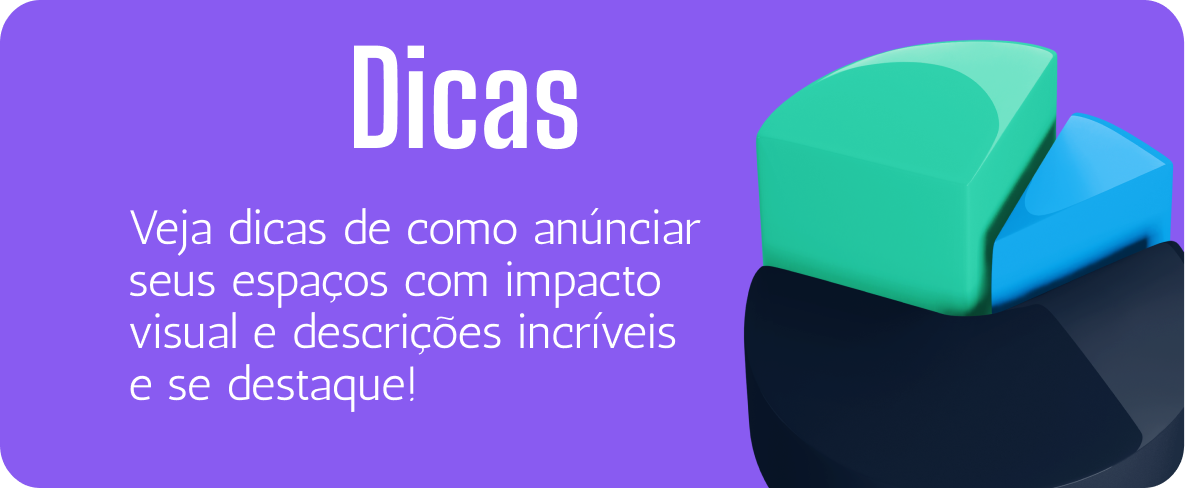 Dicas
Veja dicas de como anúnciar
seus espaços com impacto
visual e descrições incríveis
e se destaque!